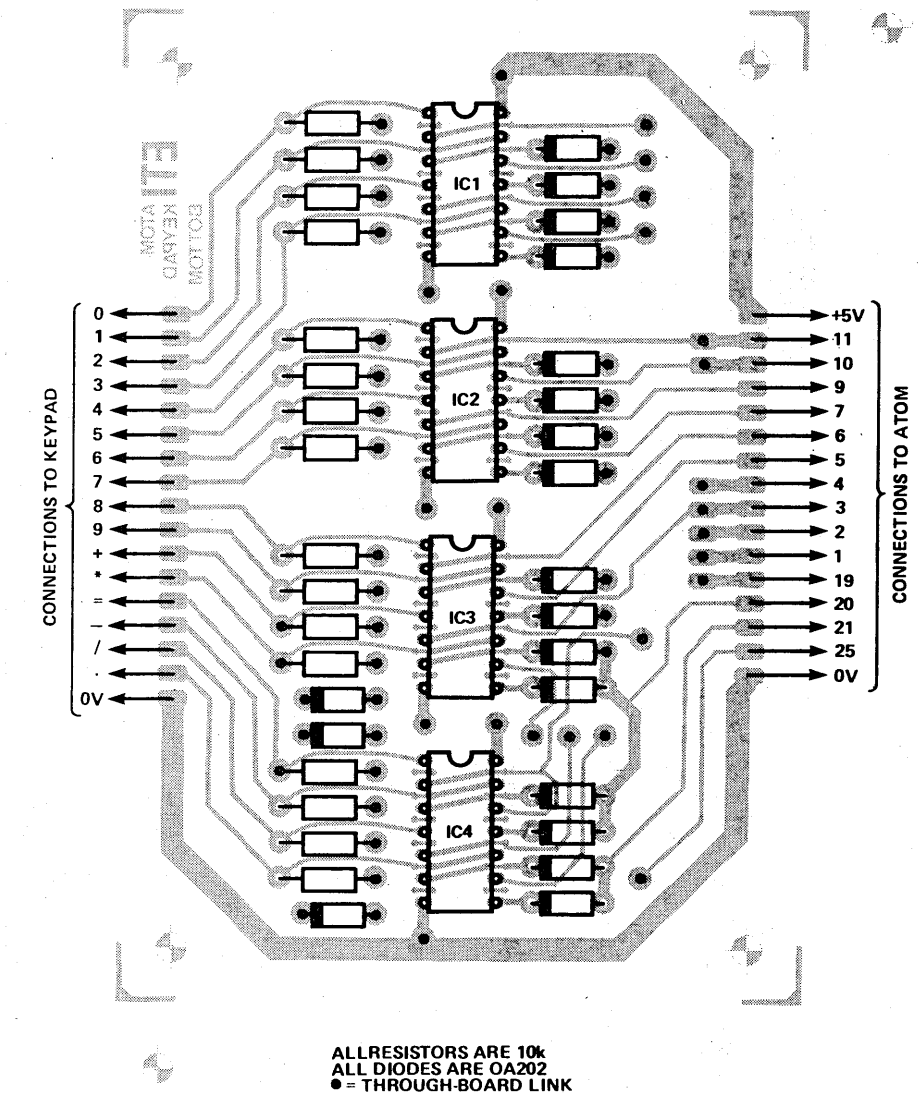 ETI
ATOM
KEYPAD
BOTTOM
IC1
IC2
IC3
IC4
CONNECTIONS TO KEYPAD
0
1
2
3
4
5
6
7
8
9
+
*
=
–
/
.
0V
+5V
11
10
9
7
6
5
4
3
2
1
19
20
21
25
0V
CONNECTIONS TO ATOM
ALLRESISTORS ARE 10k
ALL DIODES ARE OA202
● = THROUGH-BOARD LINK